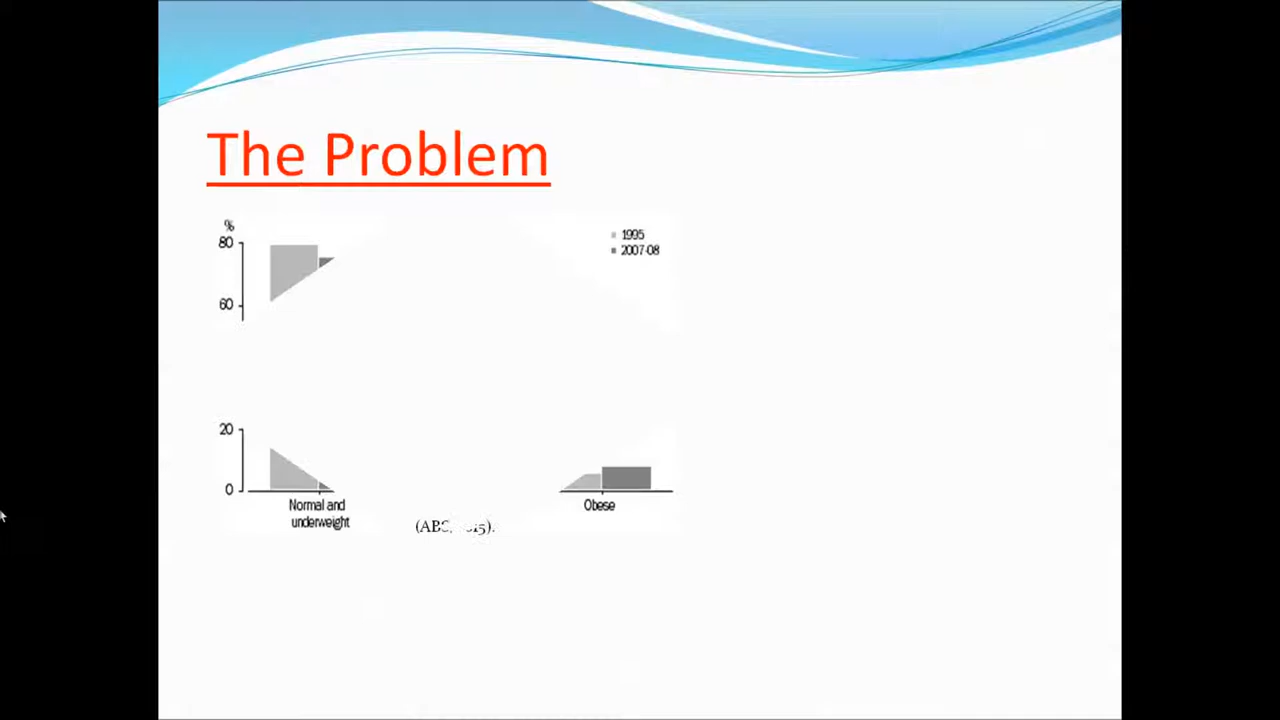 The Problem
%
80
60
20
0
1995
2007-08
Normal and
underweight
Obese